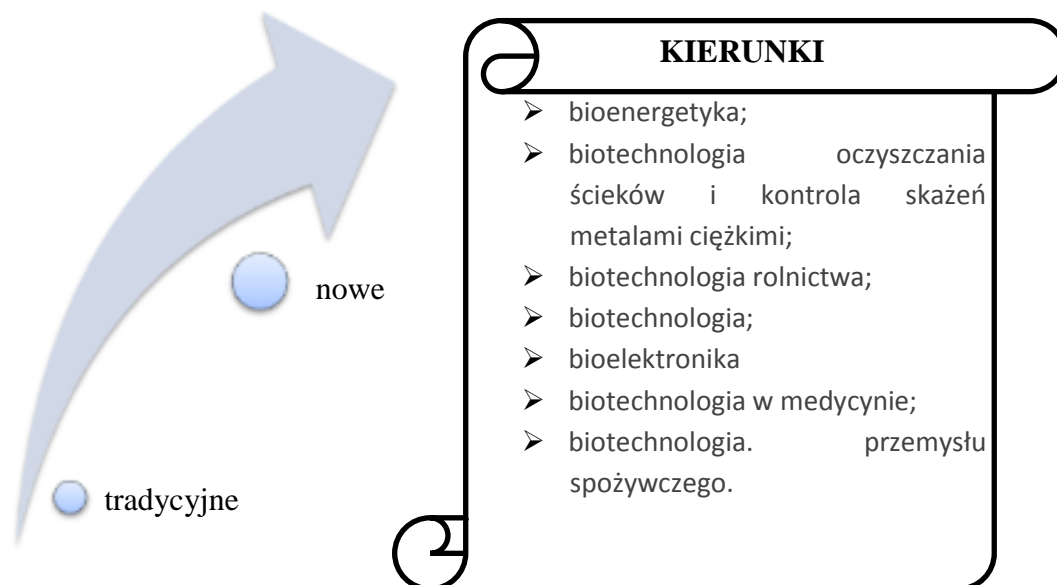 KIERUNKI
➢ bioenergetyka;
➢ biotechnologia oczyszczania
ścieków i kontrola skażeń
metalami ciężkimi;
➢ biotechnologia rolnictwa;
➢ biotechnologia;
➢ bioelektronika
➢ biotechnologia w medycynie;
➢ biotechnologia. przemysłu
spożywczego.
nowe
tradycyjne